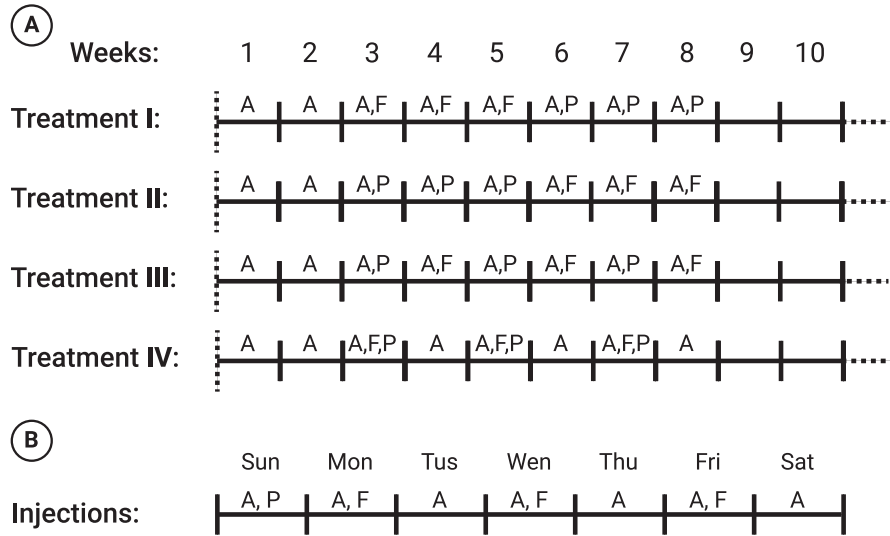 A
Weeks: 1 2 3 4 5 6 7 8 9 10
Treatment I: A A A,F A,F A,F A,P A,P A,P
Treatment II: A A A,P A,P A,P A,F A,F A,F
Treatment III: A A A,P A,F A,P A,F A,P A,F
Treatment IV: A A A,F,P A A,F,P A A,F,P A
B
Sun Mon Tus Wen Thu Fri Sat
Injections: A, P A, F A A, F A A, F A